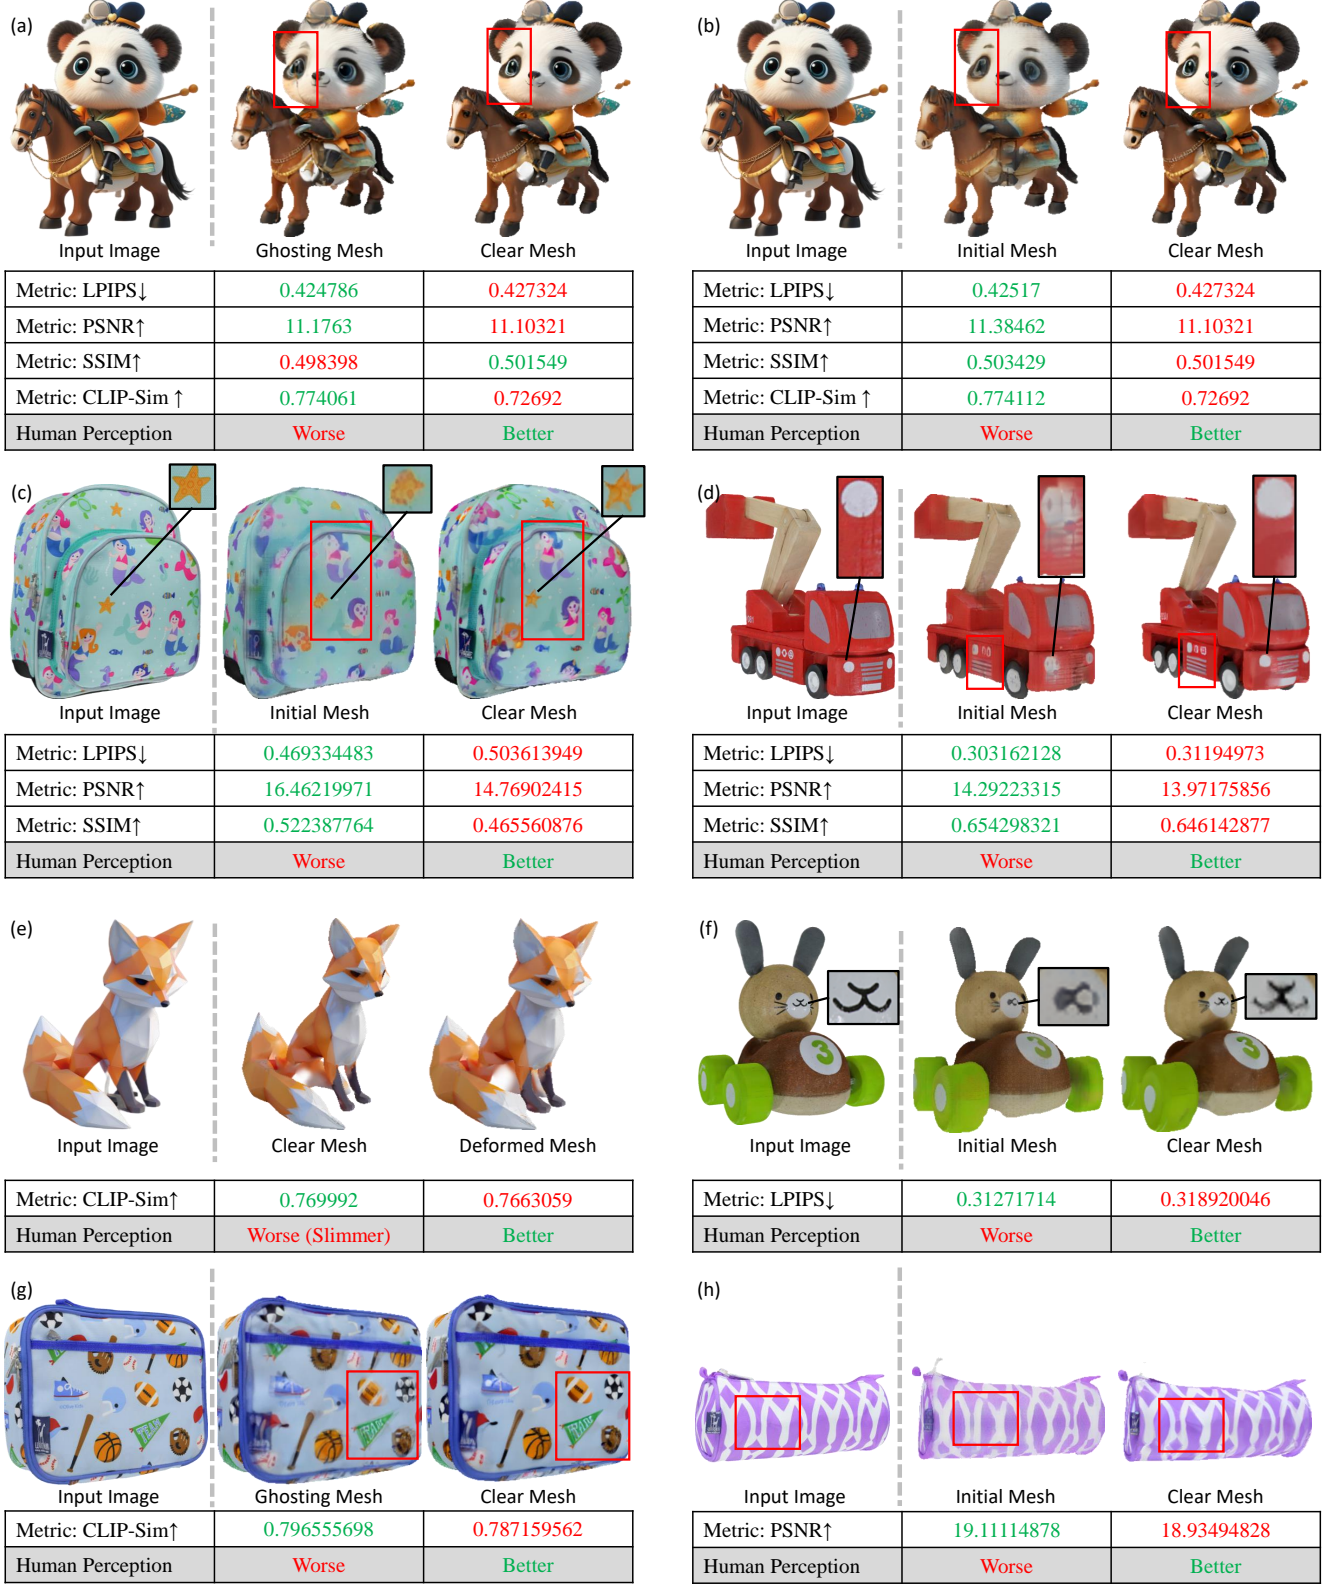 (a)
Input Image
Ghosting Mesh
Clear Mesh
Metric: LPIPS↓ 0.424786 0.427324
Metric: PSNR↑ 11.1763 11.10321
Metric: SSIM↑ 0.498398 0.501549
Metric: CLIP-Sim ↑ 0.774061 0.72692
Human Perception Worse Better
(b)
Input Image
Initial Mesh
Clear Mesh
Metric: LPIPS↓ 0.42517 0.427324
Metric: PSNR↑ 11.38462 11.10321
Metric: SSIM↑ 0.503429 0.501549
Metric: CLIP-Sim ↑ 0.774112 0.72692
Human Perception Worse Better
(c)
Input Image
Initial Mesh
Clear Mesh
Metric: LPIPS↓ 0.469334483 0.503613949
Metric: PSNR↑ 16.46219971 14.76902415
Metric: SSIM↑ 0.522387764 0.465560876
Human Perception Worse Better
(d)
Input Image
Initial Mesh
Clear Mesh
Metric: LPIPS↓ 0.303162128 0.31194973
Metric: PSNR↑ 14.29223315 13.97175856
Metric: SSIM↑ 0.654298321 0.646142877
Human Perception Worse Better
(e)
Input Image
Clear Mesh
Deformed Mesh
Metric: CLIP-Sim↑ 0.769992 0.7663059
Human Perception Worse (Slimmer) Better
(f)
3
3
3
Input Image
Initial Mesh
Clear Mesh
Metric: LPIPS↓ 0.31271714 0.318920046
Human Perception Worse Better
(g)
TEAM
Input Image
Ghosting Mesh
Clear Mesh
Metric: CLIP-Sim↑ 0.796555698 0.787159562
Human Perception Worse Better
(h)
Input Image
Initial Mesh
Clear Mesh
Metric: PSNR↑ 19.11114878 18.93494828
Human Perception Worse Better